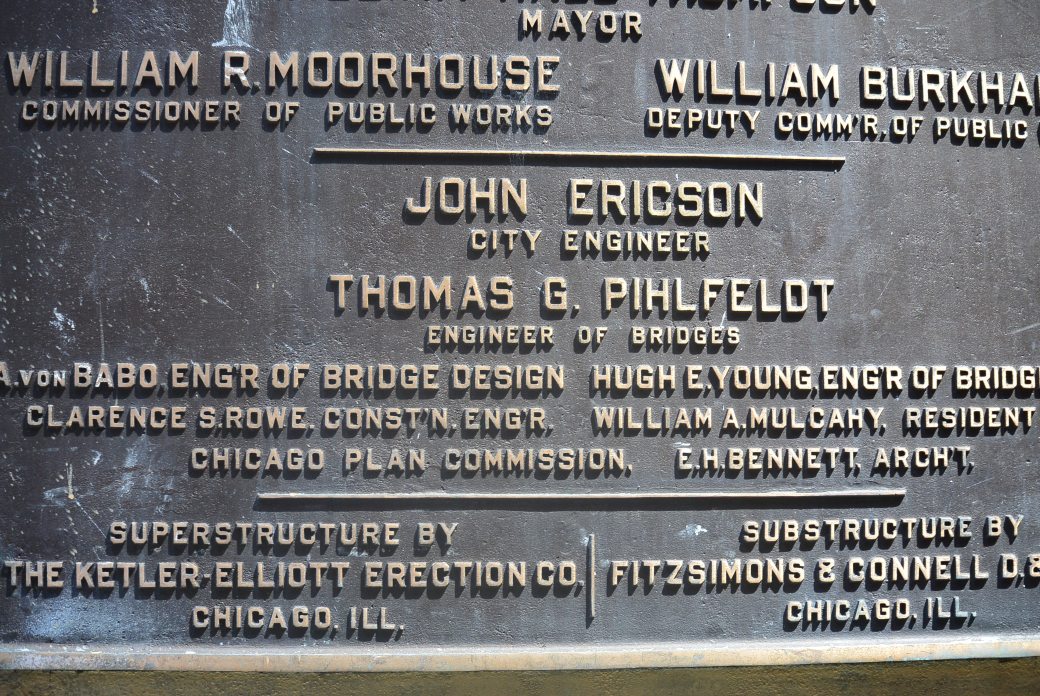 MAYOR
WILLIAM R. MOORHOUSE WILLIAM
COMMISSIONER OF PUBLIC WORKS DEPUTY COMM'R, OF PUBLIC
JOHN ERICSON
CITY ENGINEER
THOMAS G. PIHLFELDT
ENGINEER OF BRIDGES
A. VON BABO, ENG'R OF BRIDGE DESIGN HUGH E. YOUNG, ENG'R OF
CLARENCE S. ROWE. CONST'N. ENG'R, WILLIAM A. MULCAHY, RESIDENT
CHICAGO PLAN COMMISSION, E.H. BENNETT, ARCH'T,
SUPERSTRUCTURE BY SUBSTRUCTURE BY
THE KETLER-ELLIOTT ERECTION CO, FITZSIMONS & CONNELL D. &
CHICAGO, ILL, CHICAGO, ILL,